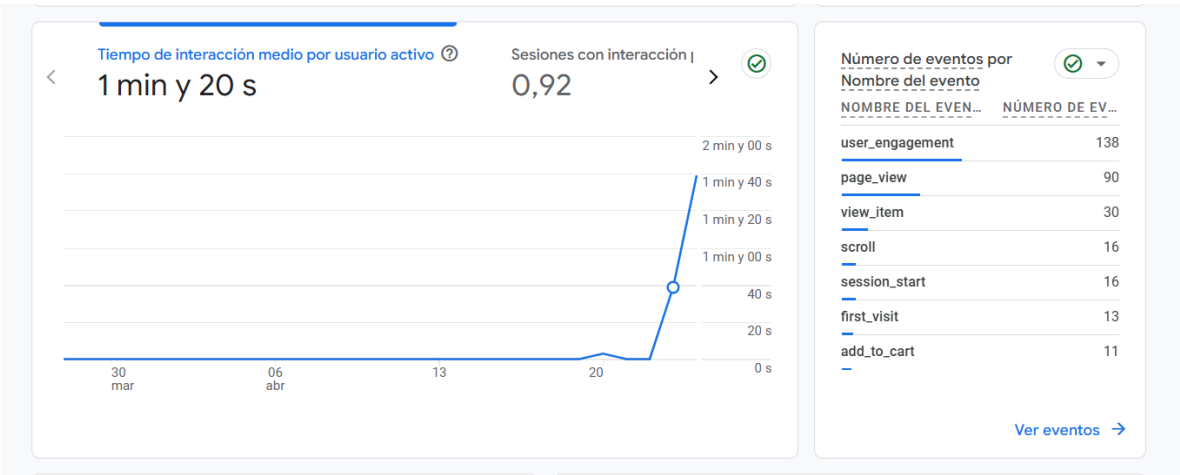 Tiempo de interacción medio por usuario activo
1 min y 20 s
Sesiones con interacción p
0,92
2 min y 00 s
1 min y 40 s
1 min y 20 s
1 min y 00 s
40 s
20 s
0 s
30
mar
06
abr
13
20
Número de eventos por
Nombre del evento
NOMBRE DEL EVEN... NÚMERO DE EV...
user_engagement 138
page_view 90
view_item 30
scroll 16
session_start 16
first_visit 13
add_to_cart 11
Ver eventos